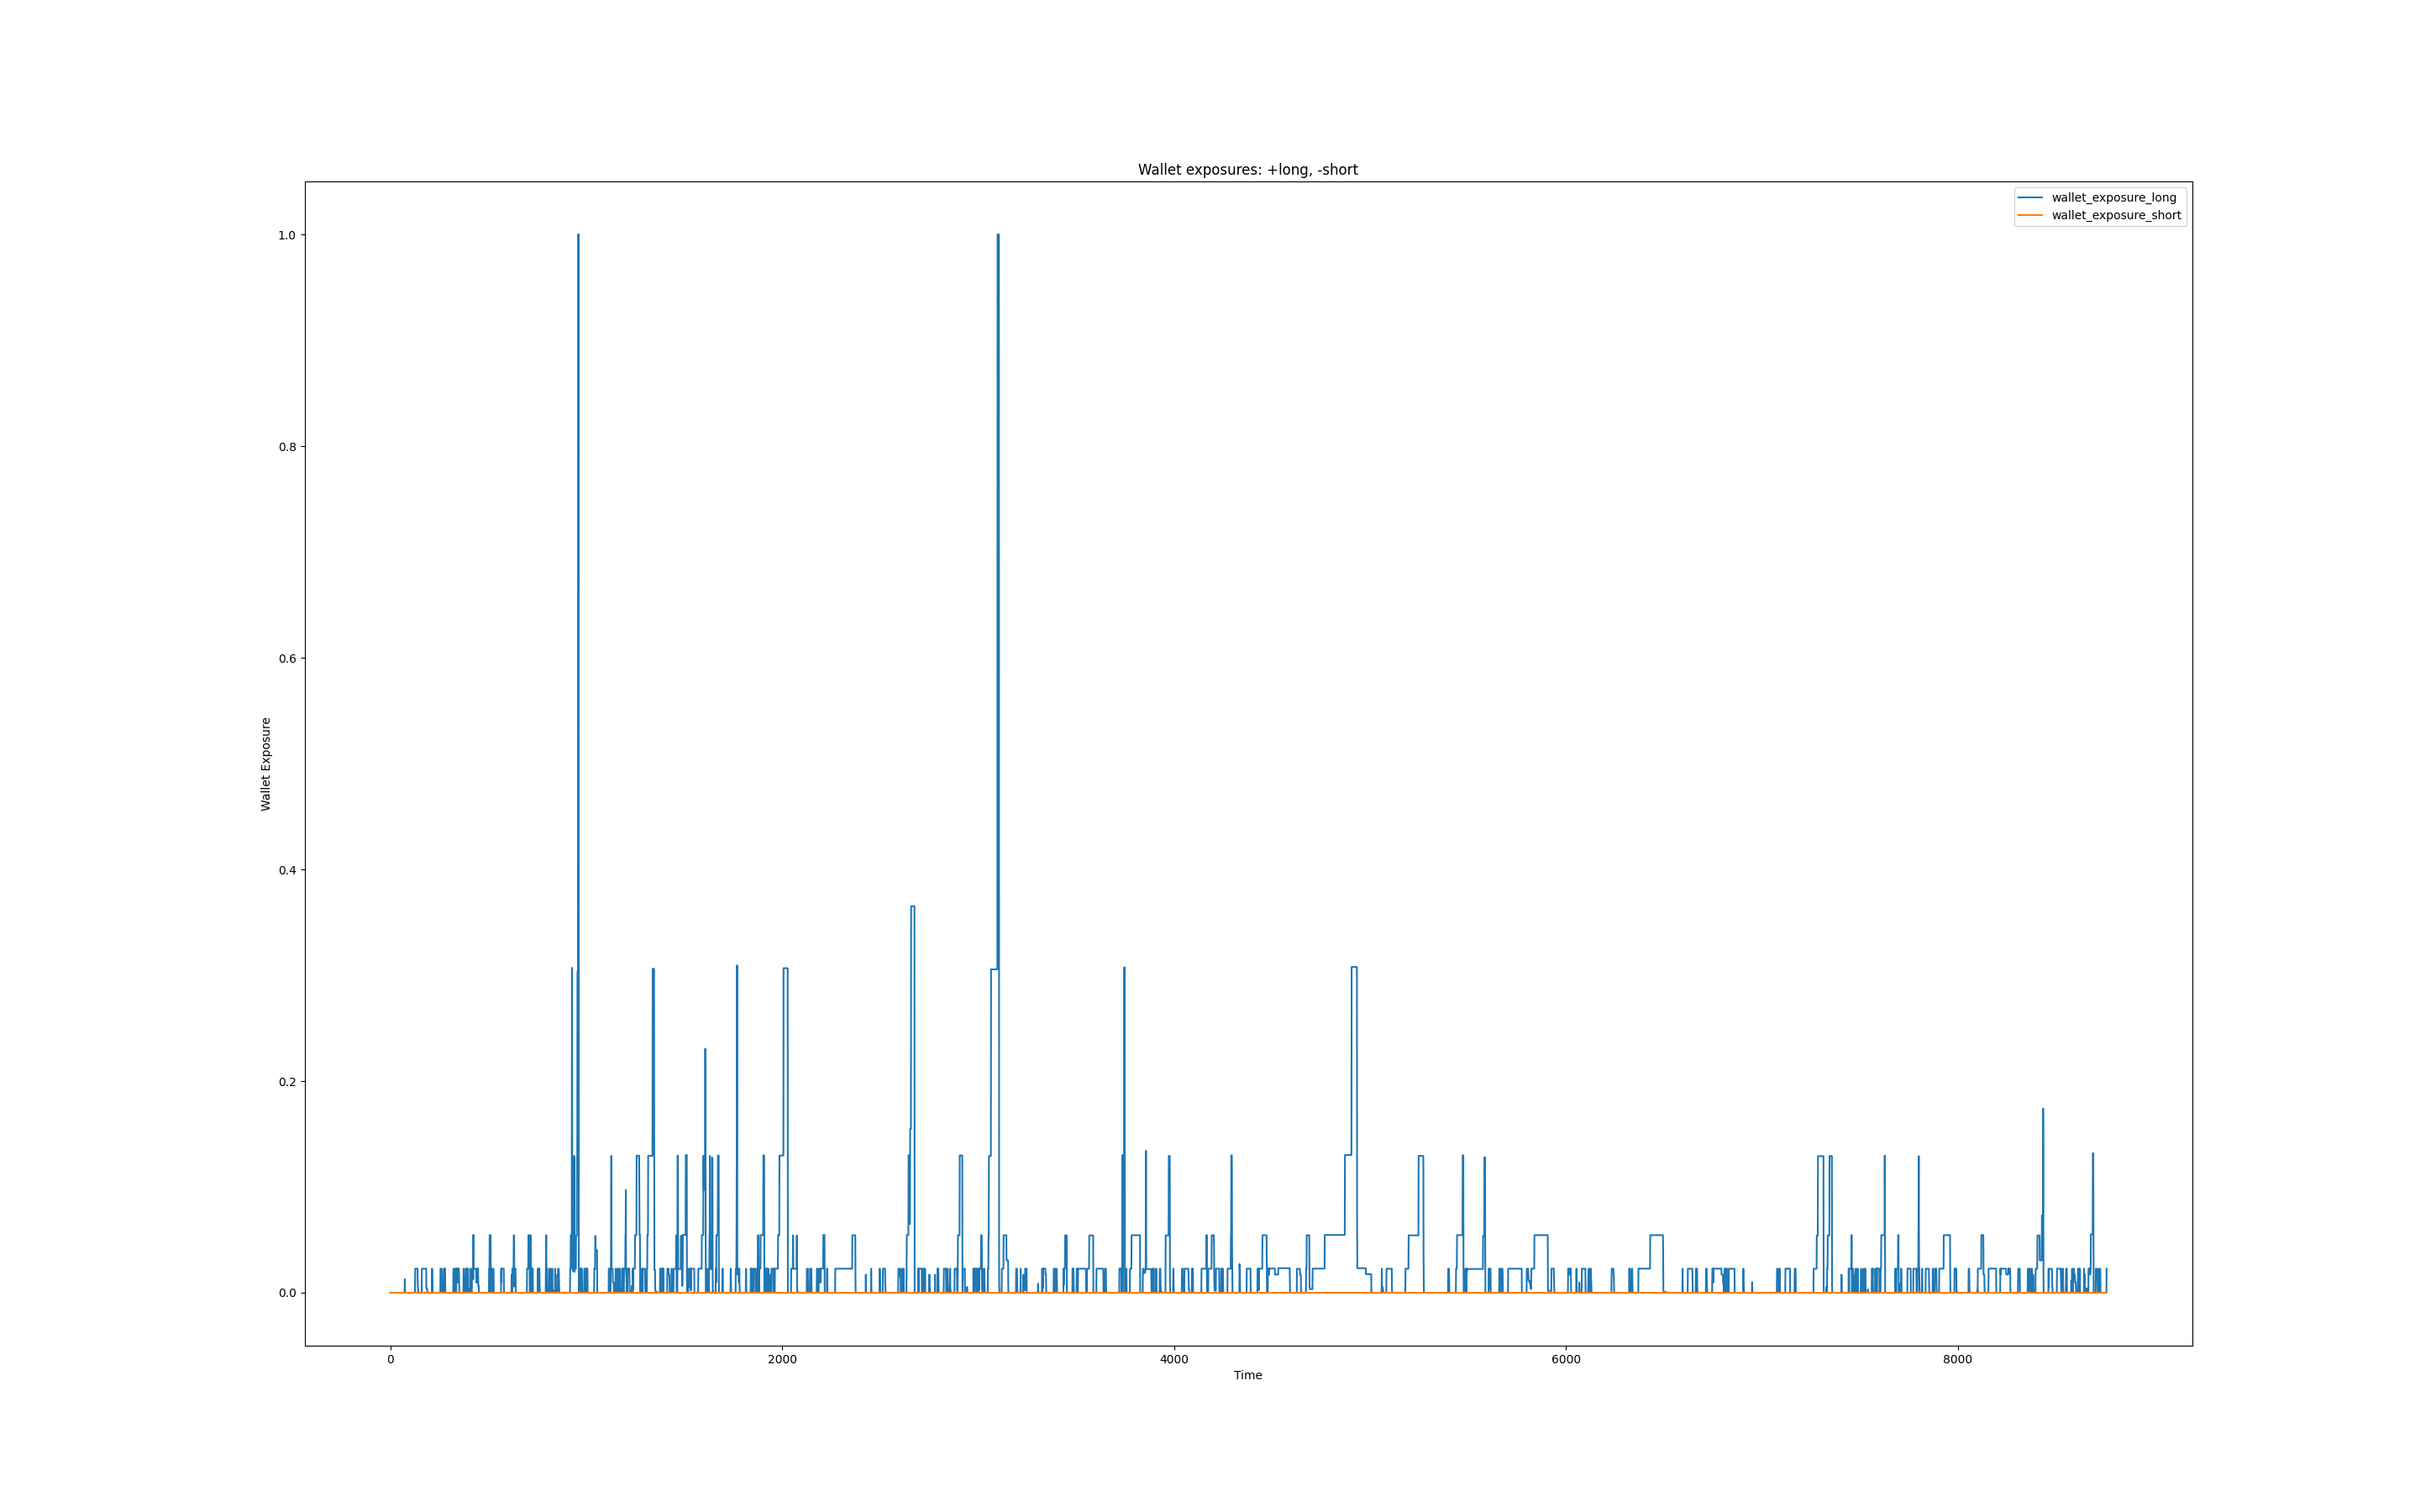 Wallet exposures: +long, -short
wallet_exposure_long
wallet_exposure_short
1.0
0.8
0.6
0.4
0.2
0.0
Wallet Exposure
0 2000 4000 6000 8000
Time